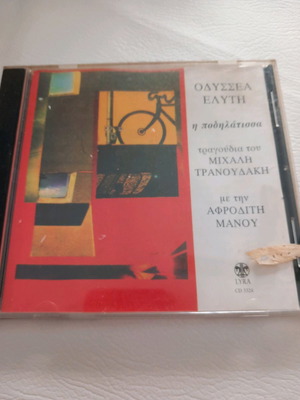 ΟΔΥΣΣΕΑ
ΕΛΥΤΗ
η ποδηλάτισσα
τραγούδια του
ΜΙΧΑΛΗ
ΤΡΑΝΟΥΔΑΚΗ
με την
ΑΦΡΟΔΙΤΗ
ΜΑΝΟΥ
LYRA